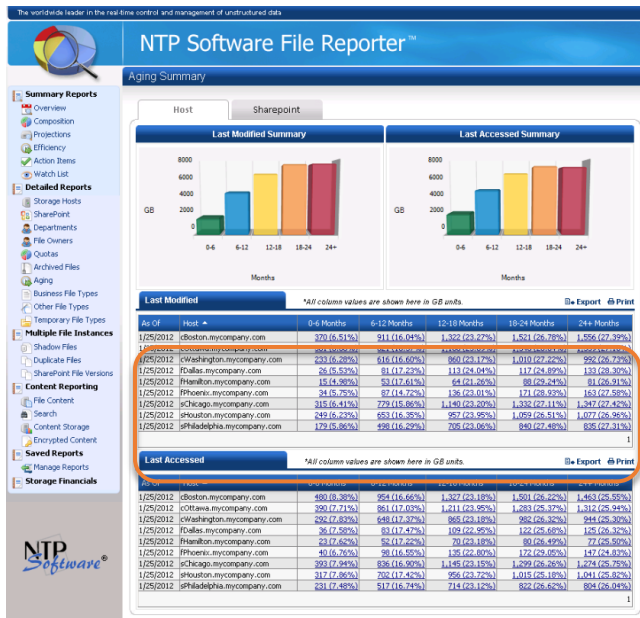 The worldwide leader in the real-time control and management of unstructured data
NTP Software File Reporter™
Aging Summary
Summary Reports
Overview
Composition
Projections
Efficiency
Action Items
Watch List
Detailed Reports
Storage Hosts
SharePoint
Departments
File Owners
Quotas
Archived Files
Aging
Business File Types
Other File Types
Temporary File Types
Multiple File Instances
Shadow Files
Duplicate Files
SharePoint File Versions
Content Reporting
File Content
Search
Content Storage
Encrypted Content
Saved Reports
Manage Reports
Storage Financials
NTP
Software®
Host Sharepoint
Last Modified Summary
8000
6000
4000
2000
0
GB
0-6 6-12 12-18 18-24 24+
Months
Last Accessed Summary
8000
6000
4000
2000
0
GB
0-6 6-12 12-18 18-24 24+
Months
Last Modified *All column values are shown here in GB units. Export Print
As Of Host 0-6 Months 6-12 Months 12-18 Months 18-24 Months 24+ Months
1/25/2012 cBoston.mycompany.com 370 (6.51%) 911 (16.04%) 1,322 (23.27%) 1,521 (26.78%) 1,556 (27.39%)
1/25/2012 cWashington.mycompany.com 233 (6.28%) 616 (16.60%) 860 (23.17%) 1,010 (27.22%) 992 (26.73%)
1/25/2012 fDallas.mycompany.com 26 (5.53%) 81 (17.23%) 113 (24.04%) 117 (24.89%) 133 (28.30%)
1/25/2012 fHamilton.mycompany.com 15 (4.98%) 53 (17.61%) 64 (21.26%) 88 (29.24%) 81 (26.91%)
1/25/2012 fPhoenix.mycompany.com 34 (5.75%) 87 (14.72%) 136 (23.01%) 171 (28.93%) 163 (27.58%)
1/25/2012 sChicago.mycompany.com 315 (6.41%) 779 (15.86%) 1,140 (23.20%) 1,332 (27.11%) 1,347 (27.42%)
1/25/2012 sHouston.mycompany.com 249 (6.23%) 653 (16.35%) 957 (23.95%) 1,059 (26.51%) 1,077 (26.96%)
1/25/2012 sPhiladelphia.mycompany.com 179 (5.86%) 498 (16.29%) 705 (23.06%) 840 (27.48%) 835 (27.31%)
1
Last Accessed *All column values are shown here in GB units. Export Print
As Of Host 0-6 Months 6-12 Months 12-18 Months 18-24 Months 24+ Months
1/25/2012 cBoston.mycompany.com 480 (8.38%) 954 (16.66%) 1,327 (23.18%) 1,501 (26.22%) 1,463 (25.55%)
1/25/2012 cOttawa.mycompany.com 390 (7.71%) 861 (17.03%) 1,211 (23.95%) 1,283 (25.37%) 1,312 (25.94%)
1/25/2012 cWashington.mycompany.com 292 (7.83%) 648 (17.37%) 865 (23.18%) 982 (26.32%) 944 (25.30%)
1/25/2012 fDallas.mycompany.com 36 (7.58%) 83 (17.47%) 109 (22.95%) 122 (25.68%) 125 (26.32%)
1/25/2012 fHamilton.mycompany.com 23 (7.62%) 52 (17.22%) 70 (23.18%) 80 (26.49%) 77 (25.50%)
1/25/2012 fPhoenix.mycompany.com 40 (6.76%) 98 (16.55%) 135 (22.80%) 172 (29.05%) 147 (24.83%)
1/25/2012 sChicago.mycompany.com 393 (7.94%) 836 (16.90%) 1,145 (23.15%) 1,299 (26.26%) 1,274 (25.75%)
1/25/2012 sHouston.mycompany.com 317 (7.86%) 702 (17.42%) 956 (23.72%) 1,015 (25.18%) 1,041 (25.82%)
1/25/2012 sPhiladelphia.mycompany.com 231 (7.48%) 517 (16.74%) 714 (23.12%) 822 (26.62%) 804 (26.04%)
1